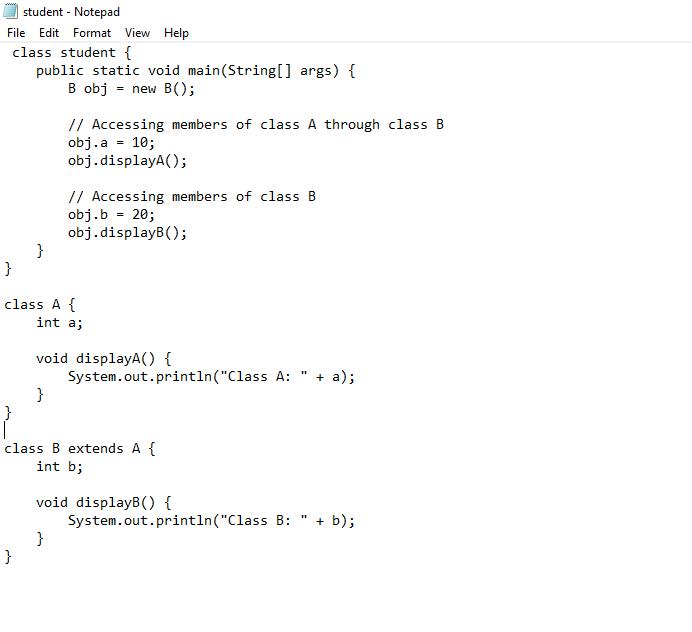 student - Notepad
File Edit Format View Help
class student {
    public static void main(String[] args) {
        B obj = new B();

        // Accessing members of class A through class B
        obj.a = 10;
        obj.displayA();

        // Accessing members of class B
        obj.b = 20;
        obj.displayB();
    }
}

class A {
    int a;

    void displayA() {
        System.out.println("Class A: " + a);
    }
}

class B extends A {
    int b;

    void displayB() {
        System.out.println("Class B: " + b);
    }
}